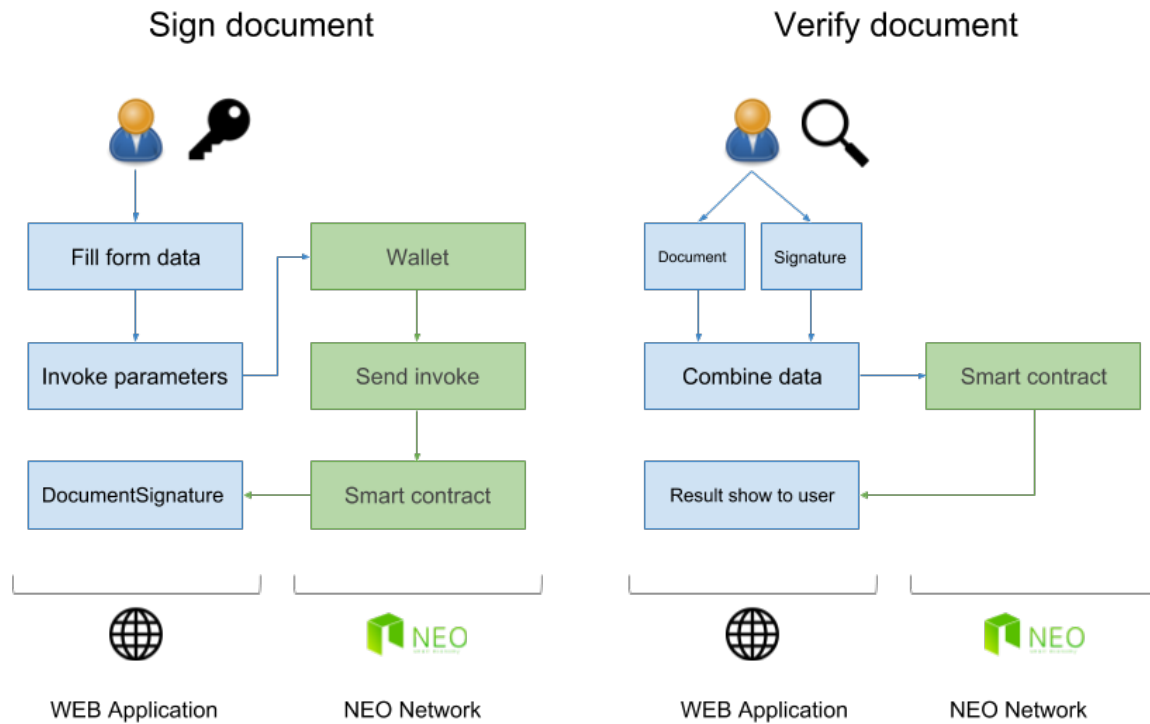 Sign document
Verify document
Fill form data
Wallet
Document
Signature
Invoke parameters
Send invoke
Combine data
Smart contract
DocumentSignature
Smart contract
Result show to user
NEO
NEO
WEB Application
NEO Network
WEB Application
NEO Network